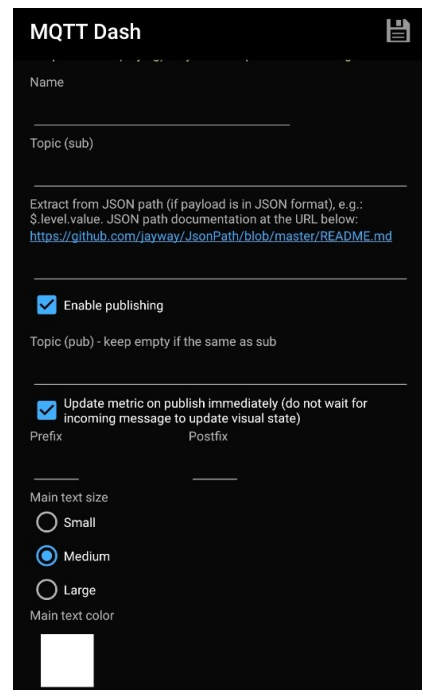 MQTT Dash
Name
Topic (sub)
Extract from JSON path (if payload is in JSON format), e.g.:
$.level.value. JSON path documentation at the URL below:
https://github.com/jayway/JsonPath/blob/master/README.md
Enable publishing
Topic (pub) - keep empty if the same as sub
Update metric on publish immediately (do not wait for
incoming message to update visual state)
Prefix Postfix
Main text size
Small
Medium
Large
Main text color